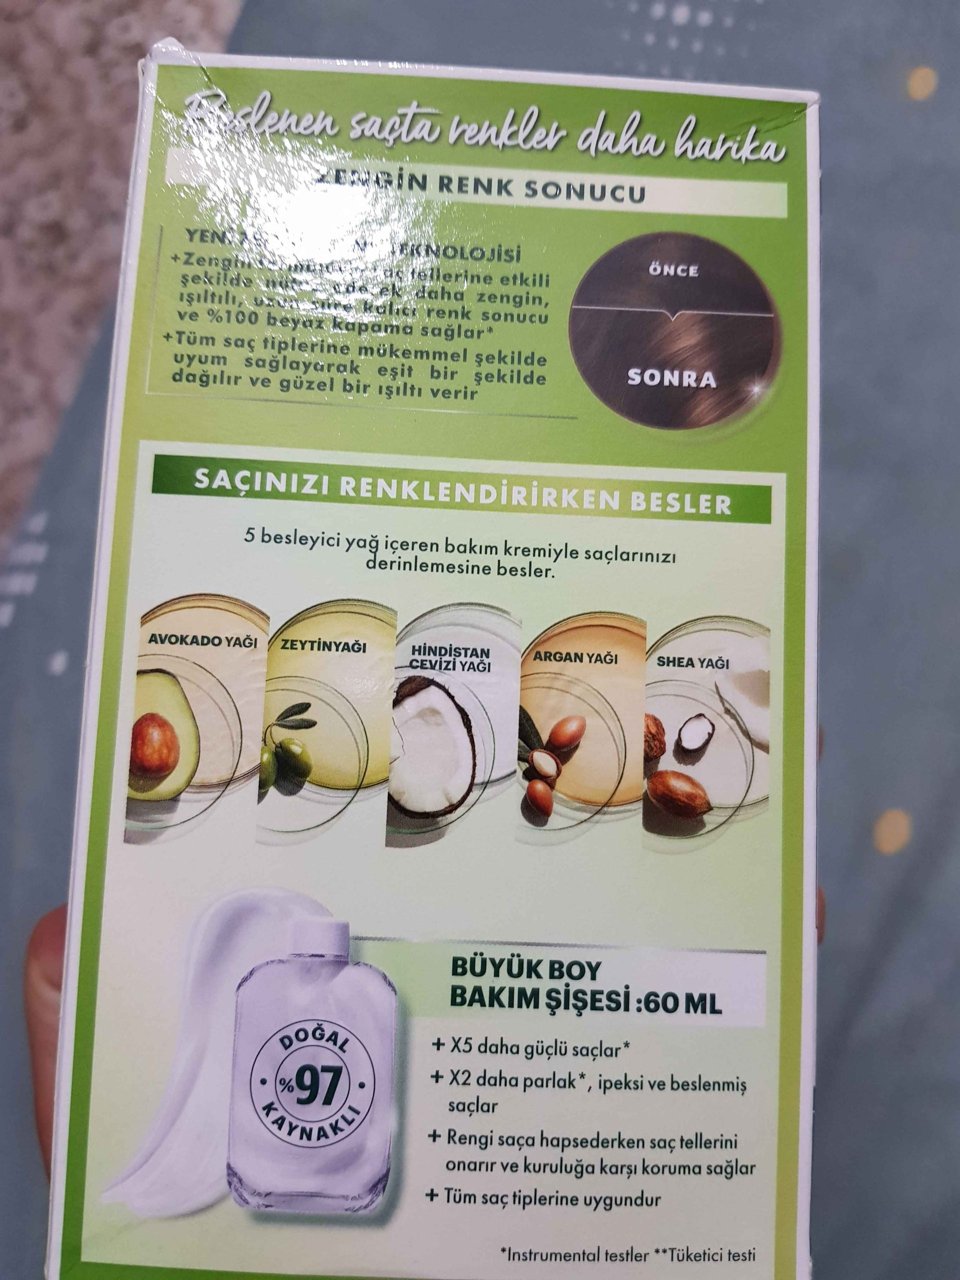 Beslenen saçta renkler daha harika
ZENGİN RENK SONUCU
TEKNOLOJİSİ
+Zengin tellerine etkili
şekilde daha zengin,
ışıltılı, uzun süre kalıcı renk sonucu
ve %100 beyaz kapama sağlar*
+Tüm saç tiplerine mükemmel şekilde
uyum sağlayarak eşit bir şekilde
dağılır ve güzel bir ışıltı verir
ÖNCE
SONRA
SAÇINIZI RENKLENDİRİRKEN BESLER
5 besleyici yağ içeren bakım kremiyle saçlarınızı
derinlemesine besler.
AVOKADO YAĞI
ZEYTİNYAĞI
HİNDİSTAN
CEVİZİ YAĞI
ARGAN YAĞI
SHEA YAĞI
DOĞAL
%97
KAYNAKLI
BÜYÜK BOY
BAKIM ŞİŞESİ :60 ML
+ X5 daha güçlü saçlar*
+ X2 daha parlak*, ipeksi ve beslenmiş
saçlar
+ Rengi saça hapsederken saç tellerini
onarır ve kuruluğa karşı koruma sağlar
+ Tüm saç tiplerine uygundur
*Instrumental testler **Tüketici testi